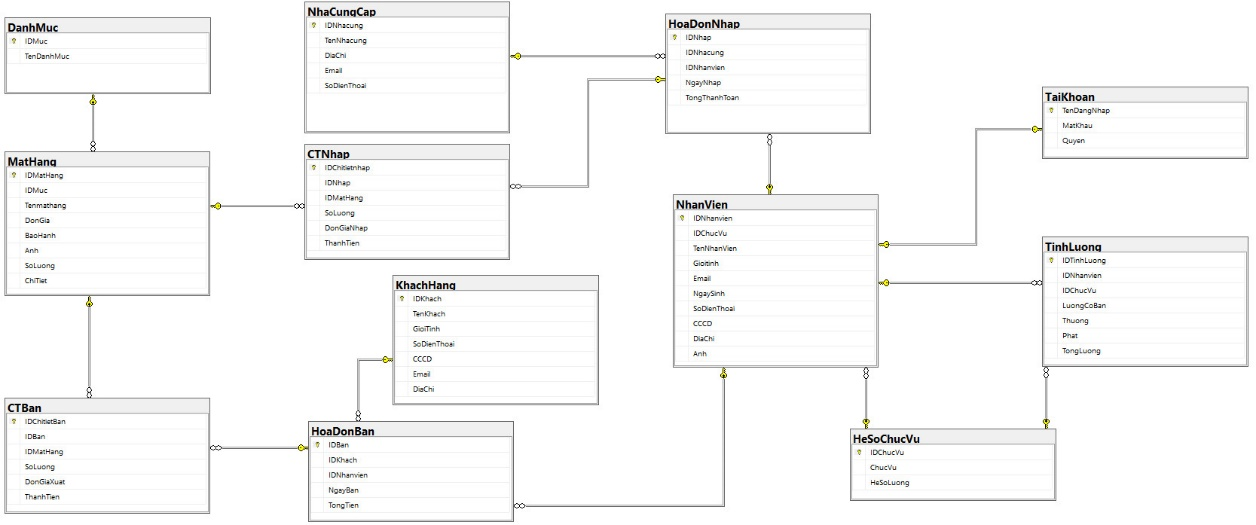 DanhMuc
IDMuc
TenDanhMuc
NhaCungCap
IDNhacung
TenNhacung
DiaChi
Email
SoDienThoai
HoaDonNhap
IDNhap
IDNhacung
IDNhanvien
NgayNhap
TongThanhToan
TaiKhoan
TenDangNhap
MatKhau
Quyen
MatHang
IDMatHang
IDMuc
Tenmathang
DonGia
BaoHanh
Anh
SoLuong
ChiTiet
CTNhap
IDChitietnhap
IDNhap
IDMatHang
SoLuong
DonGiaNhap
ThanhTien
NhanVien
IDNhanvien
IDChucVu
TenNhanVien
Gioitinh
Email
NgaySinh
SoDienThoai
CCCD
DiaChi
Anh
TinhLuong
IDTinhLuong
IDNhanvien
IDChucVu
LuongCoBan
Thuong
Phat
TongLuong
KhachHang
IDKhach
TenKhach
GioiTinh
SoDienThoai
CCCD
Email
DiaChi
CTBan
IDChitietBan
IDBan
IDMatHang
SoLuong
DonGiaXuat
ThanhTien
HoaDonBan
IDBan
IDKhach
IDNhanvien
NgayBan
TongTien
HeSoChucVu
IDChucVu
ChucVu
HeSoLuong